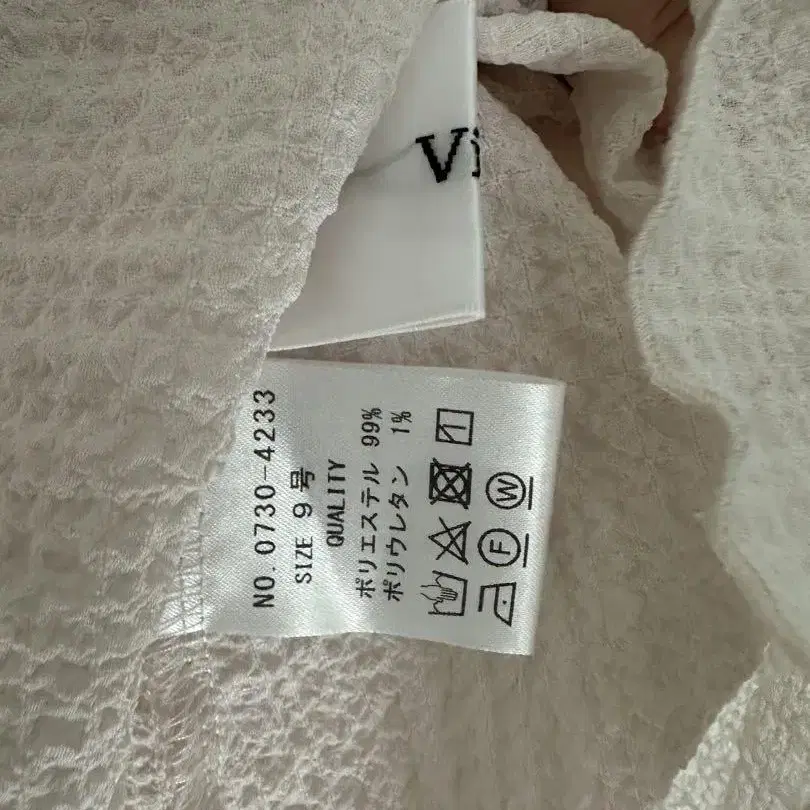 Vi
NO. 0730-4233
SIZE 9号
QUALITY
ポリエステル 99%
ポリウレタン 1%
F W